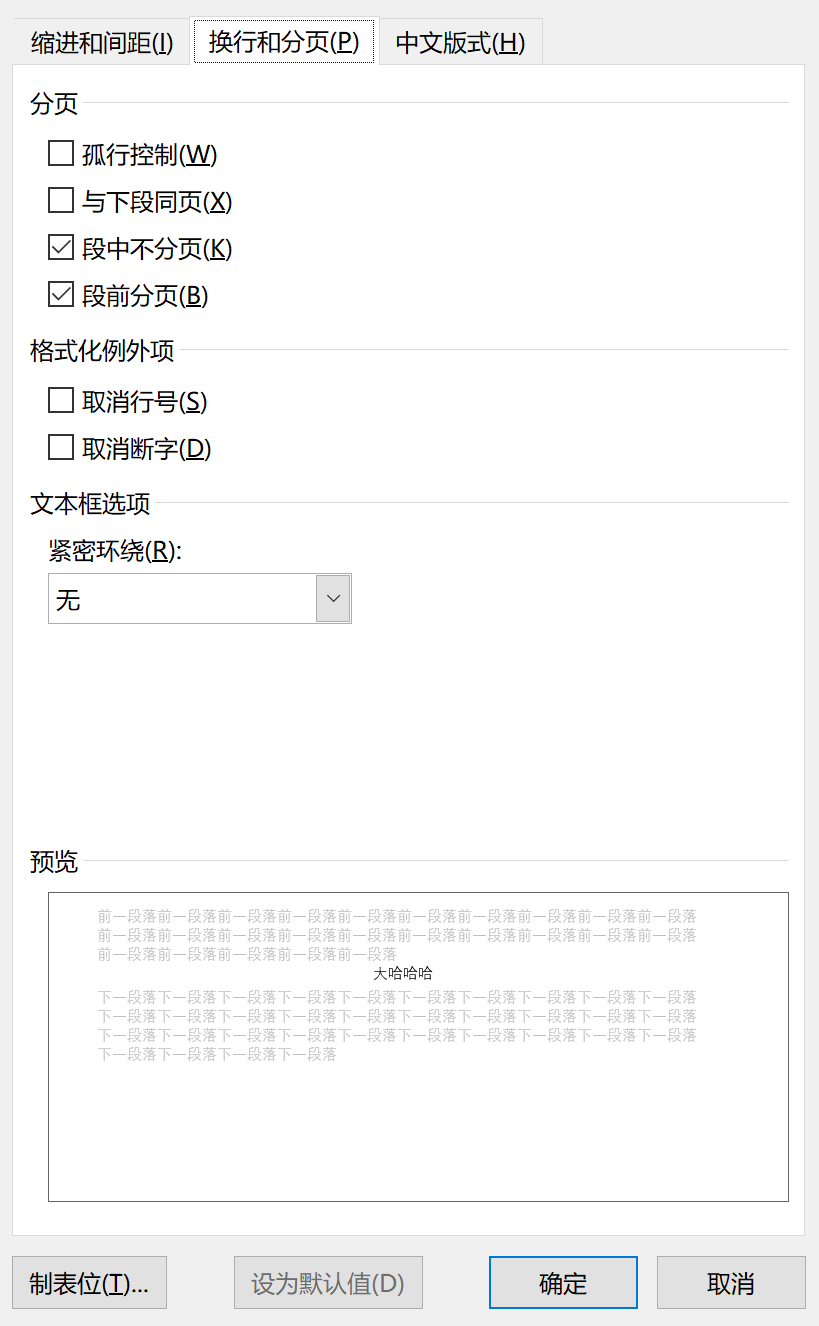 缩进和间距(I) 换行和分页(P) 中文版式(H)
分页
孤行控制(W)
与下段同页(X)
段中不分页(K)
段前分页(B)
格式化例外项
取消行号(S)
取消断字(D)
文本框选项
紧密环绕(R):
无
预览
前一段落前一段落前一段落前一段落前一段落前一段落前一段落前一段落前一段落前一段落
前一段落前一段落前一段落前一段落前一段落前一段落前一段落前一段落前一段落前一段落
前一段落前一段落前一段落前一段落前一段落
大哈哈哈
下一段落下一段落下一段落下一段落下一段落下一段落下一段落下一段落下一段落下一段落
下一段落下一段落下一段落下一段落下一段落下一段落下一段落下一段落下一段落下一段落
下一段落下一段落下一段落下一段落下一段落下一段落下一段落下一段落下一段落下一段落
下一段落下一段落下一段落下一段落
制表位(T)... 设为默认值(D) 确定 取消